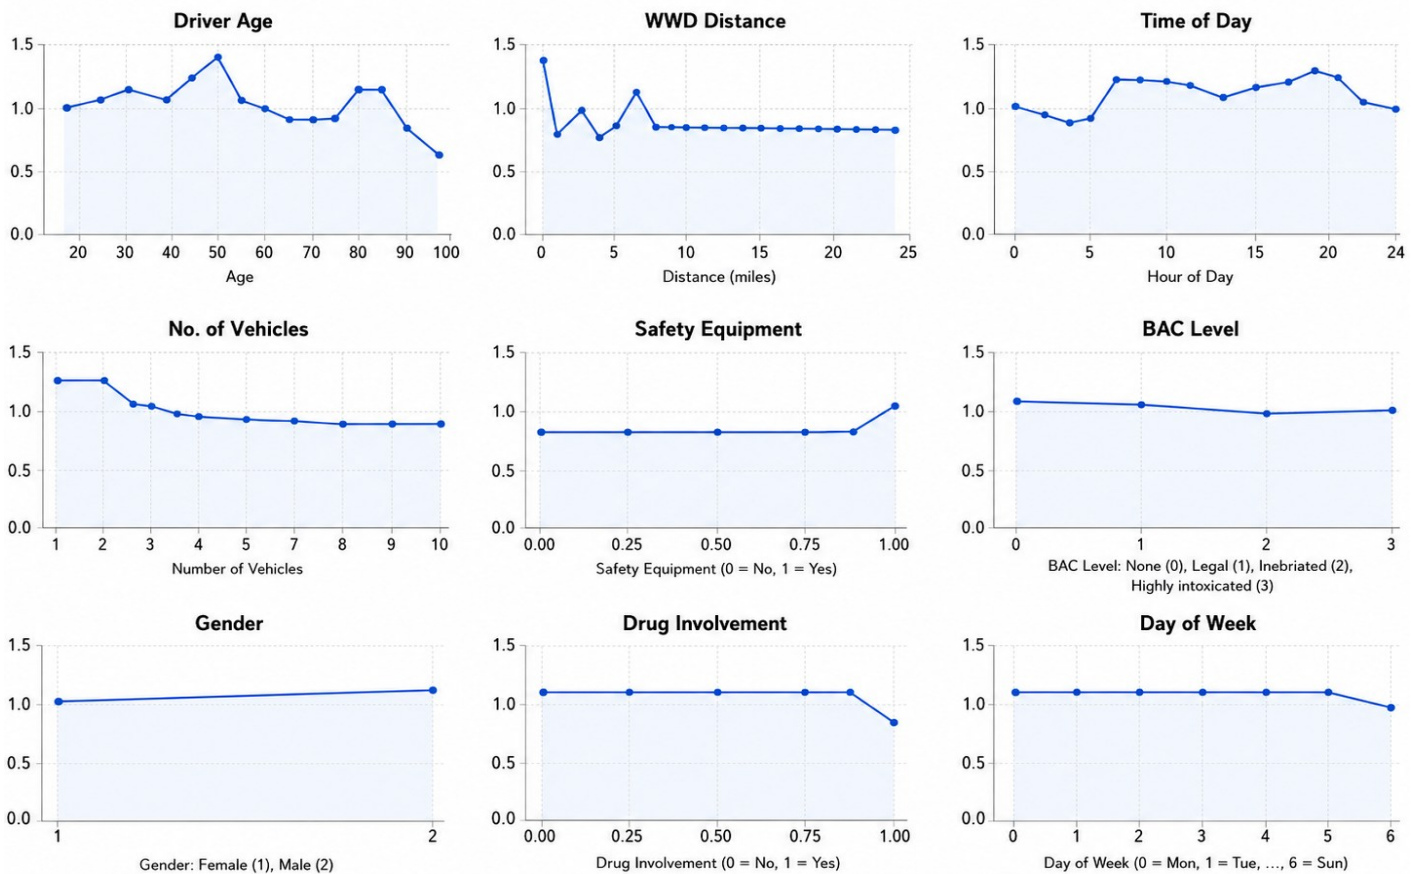 Driver Age
1.5
1.0
0.5
0.0
20 30 40 50 60 70 80 90 100
Age
WWD Distance
1.5
1.0
0.5
0.0
0 5 10 15 20 25
Distance (miles)
Time of Day
1.5
1.0
0.5
0.0
0 5 10 15 20 24
Hour of Day
No. of Vehicles
1.5
1.0
0.5
0.0
1 2 3 4 5 7 8 9 10
Number of Vehicles
Safety Equipment
1.5
1.0
0.5
0.0
0.00 0.25 0.50 0.75 1.00
Safety Equipment (0 = No, 1 = Yes)
BAC Level
1.5
1.0
0.5
0.0
0 1 2 3
BAC Level: None (0), Legal (1), Inebriated (2),
Highly intoxicated (3)
Gender
1.5
1.0
0.5
0.0
1 2
Gender: Female (1), Male (2)
Drug Involvement
1.5
1.0
0.5
0.0
0.00 0.25 0.50 0.75 1.00
Drug Involvement (0 = No, 1 = Yes)
Day of Week
1.5
1.0
0.5
0.0
0 1 2 3 4 5 6
Day of Week (0 = Mon, 1 = Tue, ..., 6 = Sun)